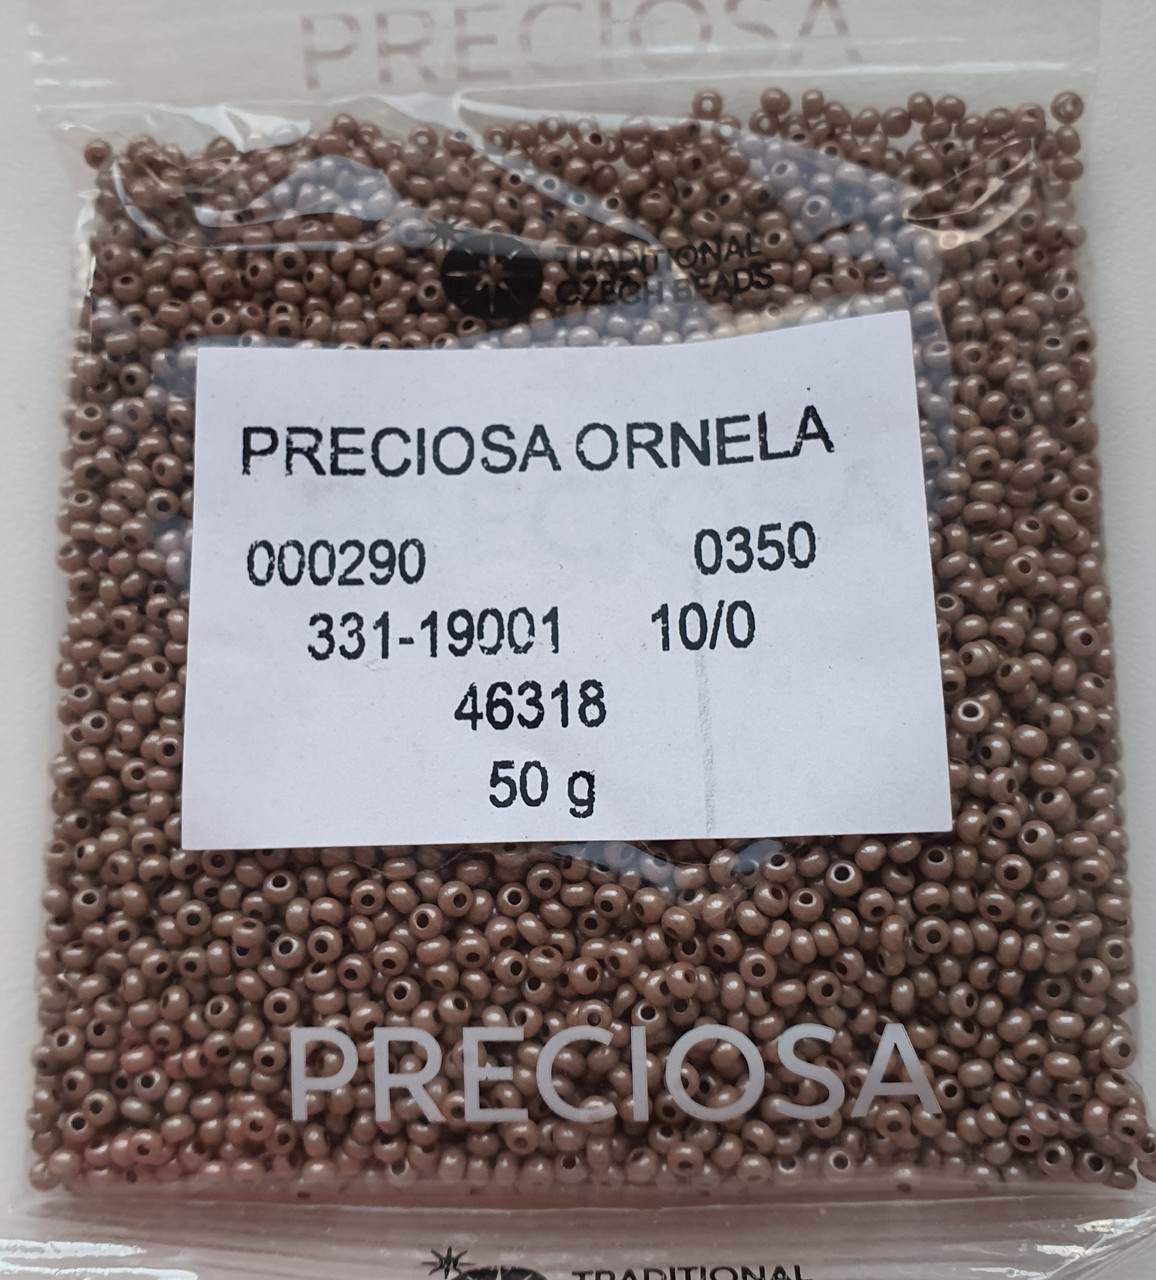 PRECIOSA
TRADITIONAL
CZECH BEADS
PRECIOSA ORNELA
000290 0350
331-19001 10/0
46318
50 g
PRECIOSA
TRADITIONAL